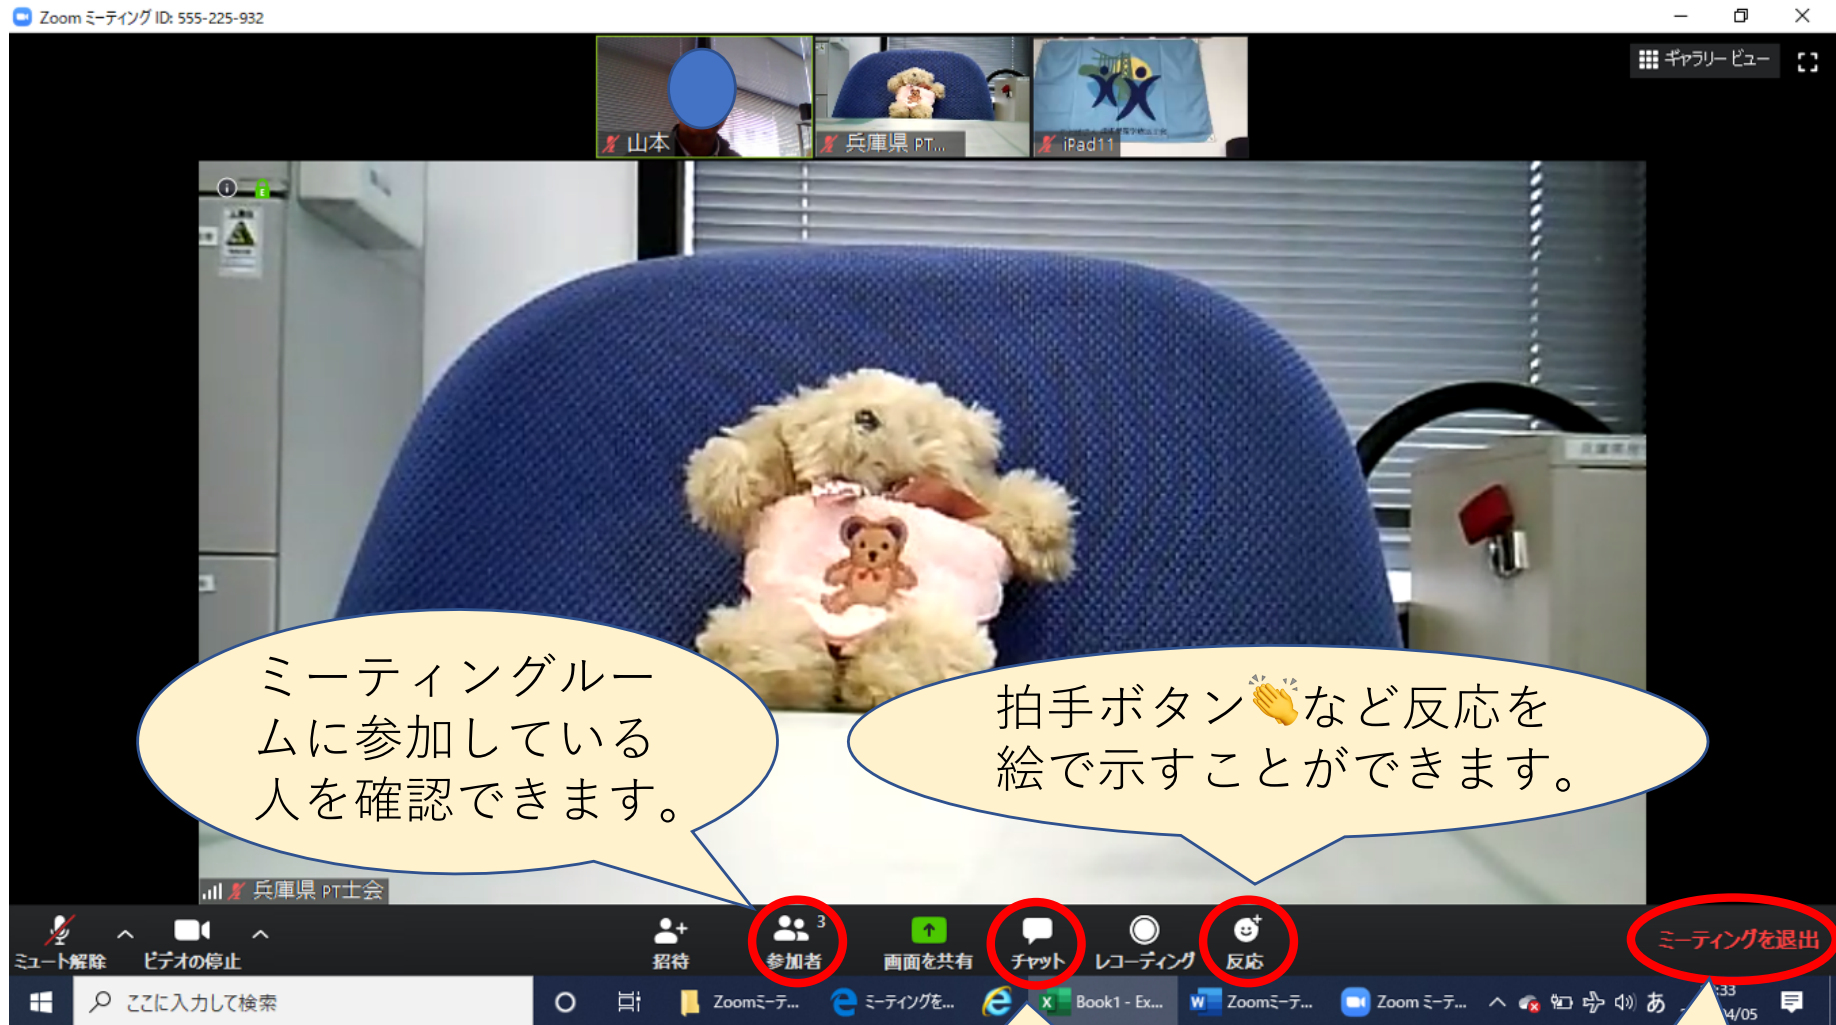 Zoom ミーティング ID: 555-225-932
ギャラリー ビュー
山本
兵庫県 PT...
iPad11
ミーティングルー
ムに参加している
人を確認できます。
拍手ボタン👏など反応を
絵で示すことができます。
兵庫県 PT士会
ミュート解除
ビデオの停止
招待
3
参加者
画面を共有
チャット
レコーディング
反応
ミーティングを退出
ここに入力して検索
Zoomミーテ...
ミーティングを...
Book1 - Ex...
Zoomミーテ...
Zoom ミーテ...
あ
:33
04/05